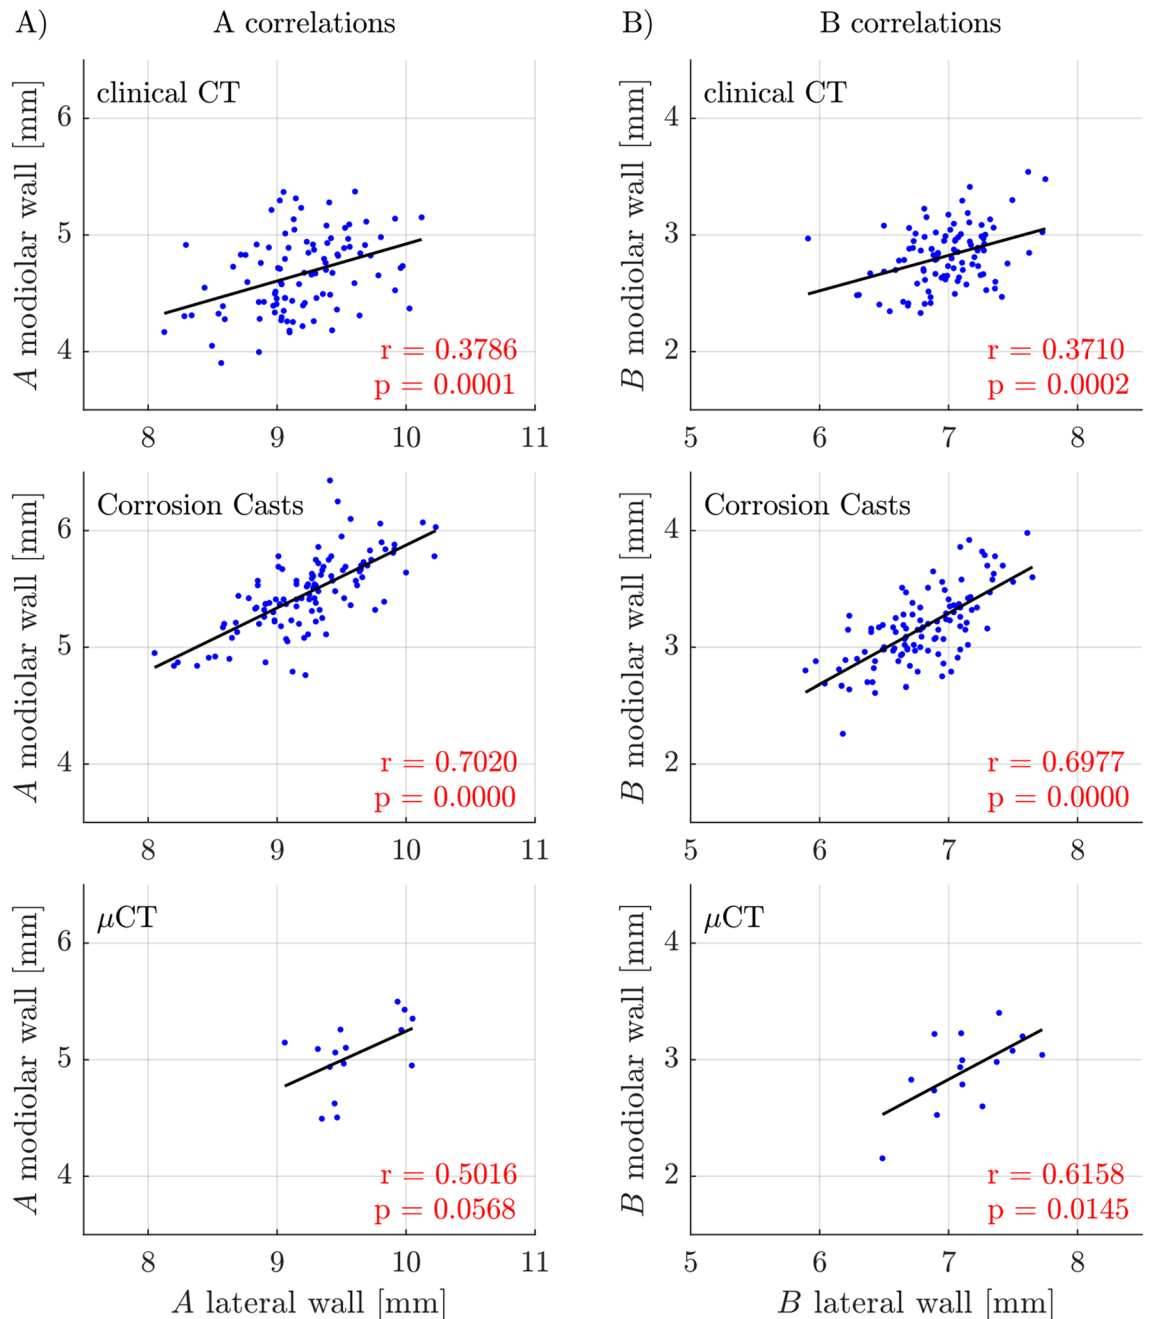 A) A correlations
B) B correlations
clinical CT
A modiolar wall [mm]
6
5
4
r = 0.3786
p = 0.0001
8 9 10 11
clinical CT
B modiolar wall [mm]
4
3
2
r = 0.3710
p = 0.0002
5 6 7 8
Corrosion Casts
A modiolar wall [mm]
6
5
4
r = 0.7020
p = 0.0000
8 9 10 11
Corrosion Casts
B modiolar wall [mm]
4
3
2
r = 0.6977
p = 0.0000
5 6 7 8
μCT
A modiolar wall [mm]
6
5
4
r = 0.5016
p = 0.0568
8 9 10 11
A lateral wall [mm]
μCT
B modiolar wall [mm]
4
3
2
r = 0.6158
p = 0.0145
5 6 7 8
B lateral wall [mm]